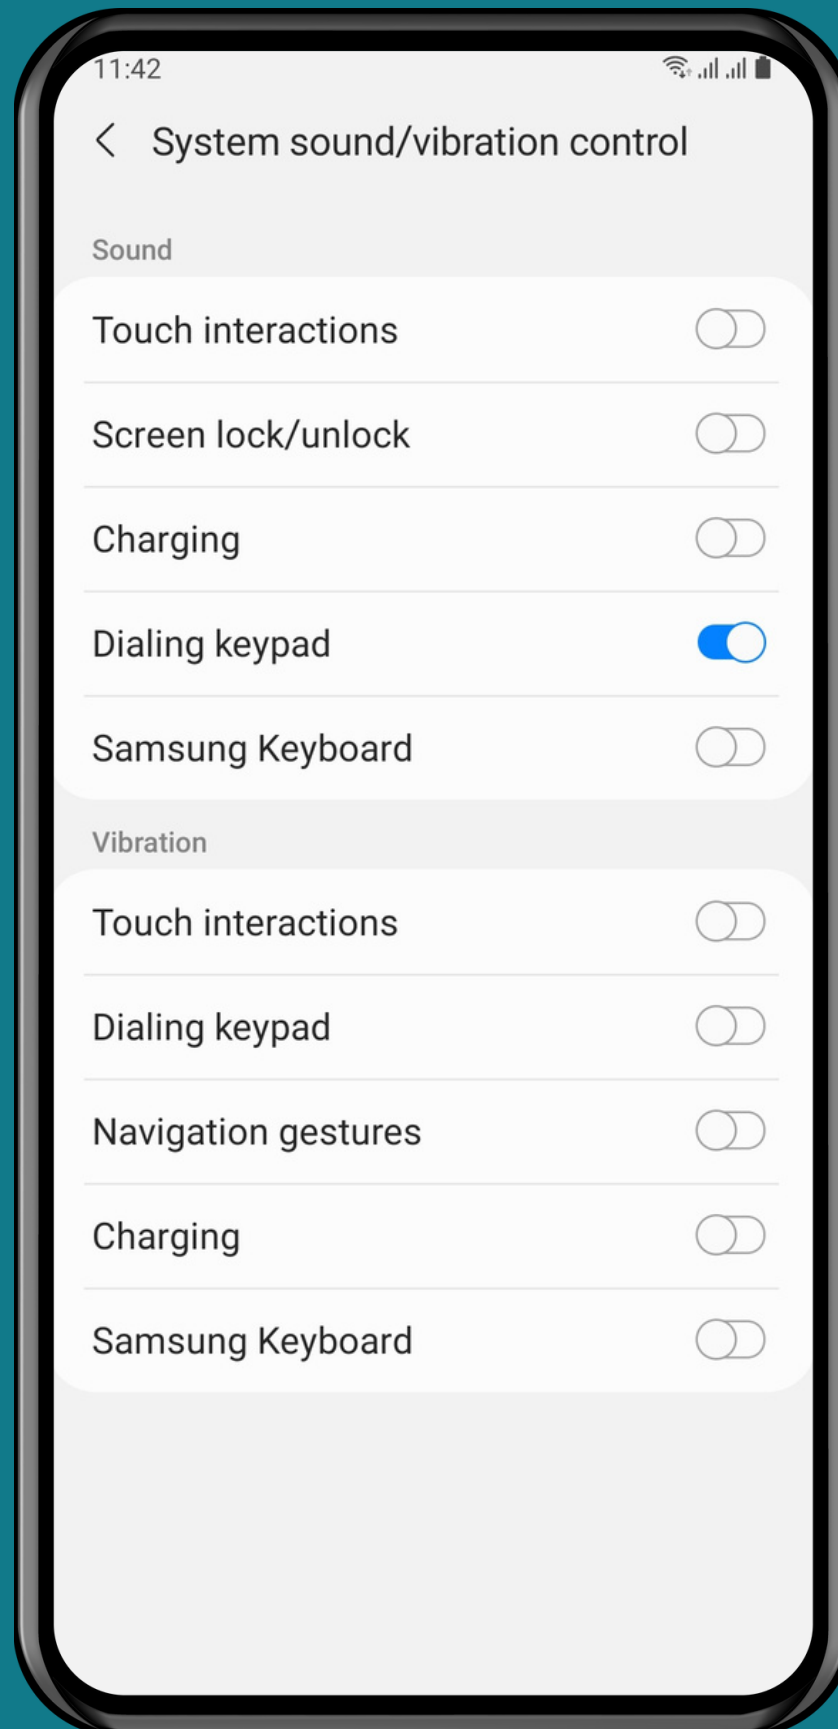 11:42
System sound/vibration control
Sound
Touch interactions
Screen lock/unlock
Charging
Dialing keypad
Samsung Keyboard
Vibration
Touch interactions
Dialing keypad
Navigation gestures
Charging
Samsung Keyboard